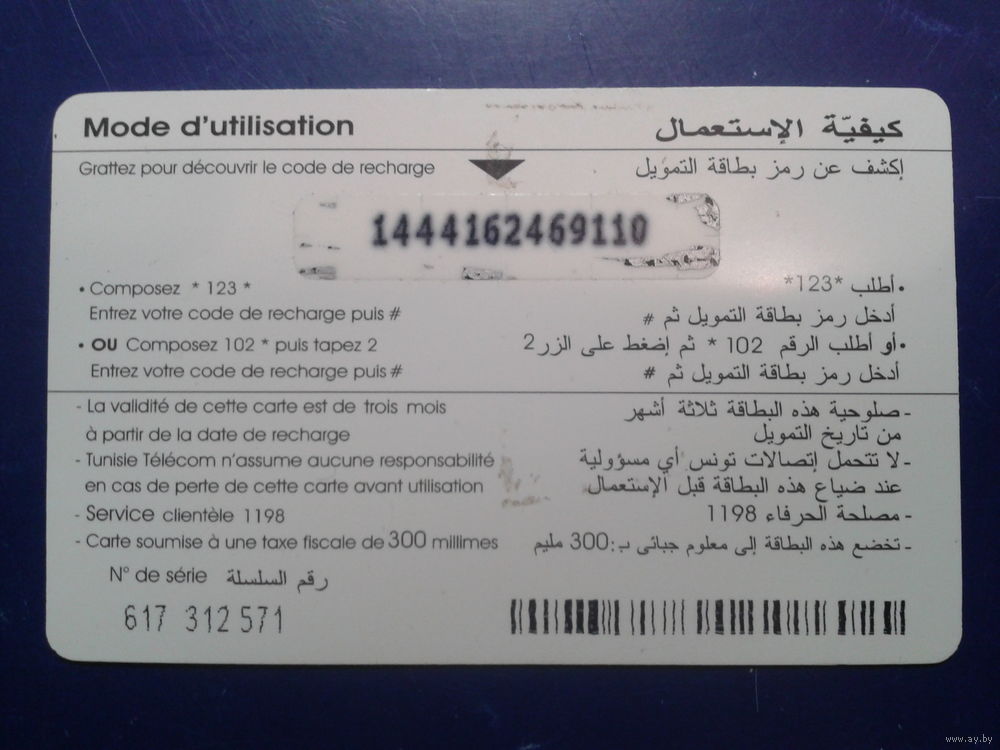 Mode d'utilisation
كيفيّة الإستعمال
Grattez pour découvrir le code de recharge
إكشف عن رمز بطاقة التمويل
1444162469110
• Composez * 123 *
•أطلب *123*
Entrez votre code de recharge puis #
أدخل رمز بطاقة التمويل ثم #
• OU Composez 102 * puis tapez 2
•أو أطلب الرقم 102 * ثم إضغط على الزر2
Entrez votre code de recharge puis #
أدخل رمز بطاقة التمويل ثم #
- La validité de cette carte est de trois mois
- صلوحية هذه البطاقة ثلاثة أشهر
à partir de la date de recharge
من تاريخ التمويل
- Tunisie Télécom n'assume aucune responsabilité
- لا تتحمل إتصالات تونس أي مسؤولية
en cas de perte de cette carte avant utilisation
عند ضياع هذه البطاقة قبل الإستعمال
- Service clientèle 1198
- مصلحة الحرفاء 1198
- Carte soumise à une taxe fiscale de 300 millimes
- تخضع هذه البطاقة إلى معلوم جبائي ب:300 مليم
N° de série رقم السلسلة
617 312 571
www.ay.by